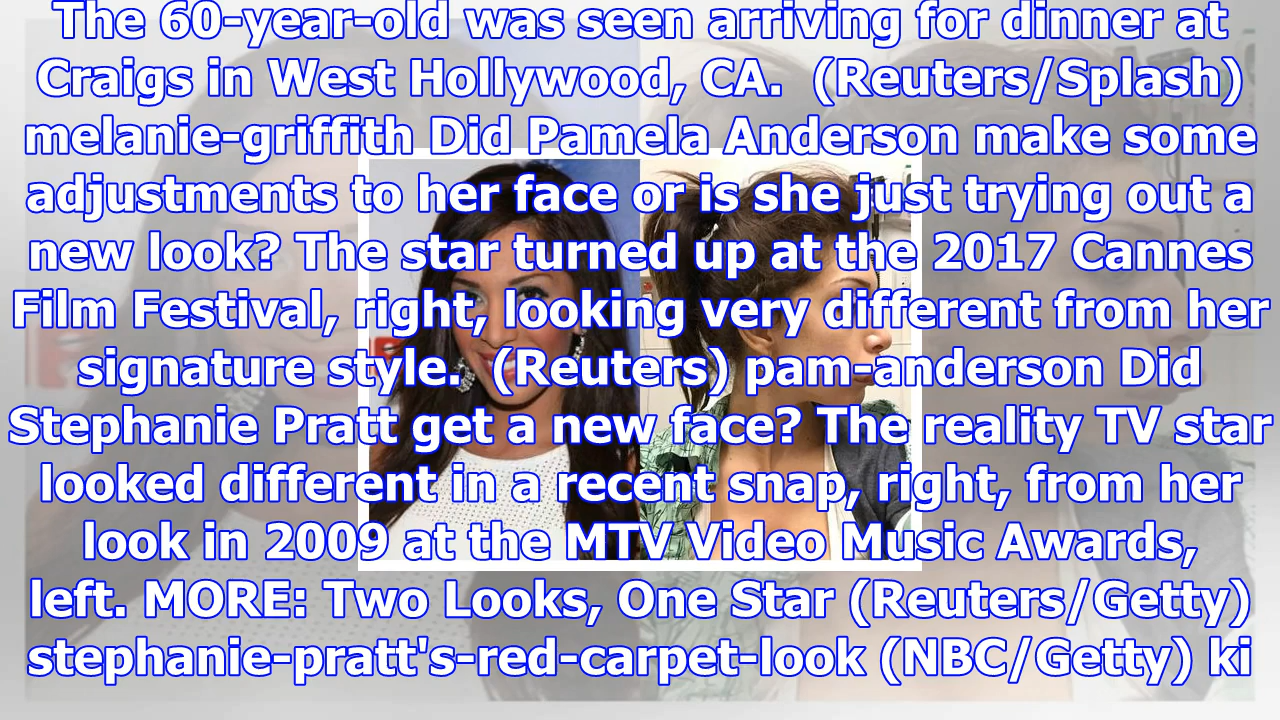 The 60-year-old was seen arriving for dinner at
Craigs in West Hollywood, CA.  (Reuters/Splash)
melanie-griffith Did Pamela Anderson make some
adjustments to her face or is she just trying out a
new look? The star turned up at the 2017 Cannes
Film Festival, right, looking very different from her
signature style.  (Reuters) pam-anderson Did
Stephanie Pratt get a new face? The reality TV star
looked different in a recent snap, right, from her
look in 2009 at the MTV Video Music Awards,
left. MORE: Two Looks, One Star (Reuters/Getty)
stephanie-pratt's-red-carpet-look (NBC/Getty) ki